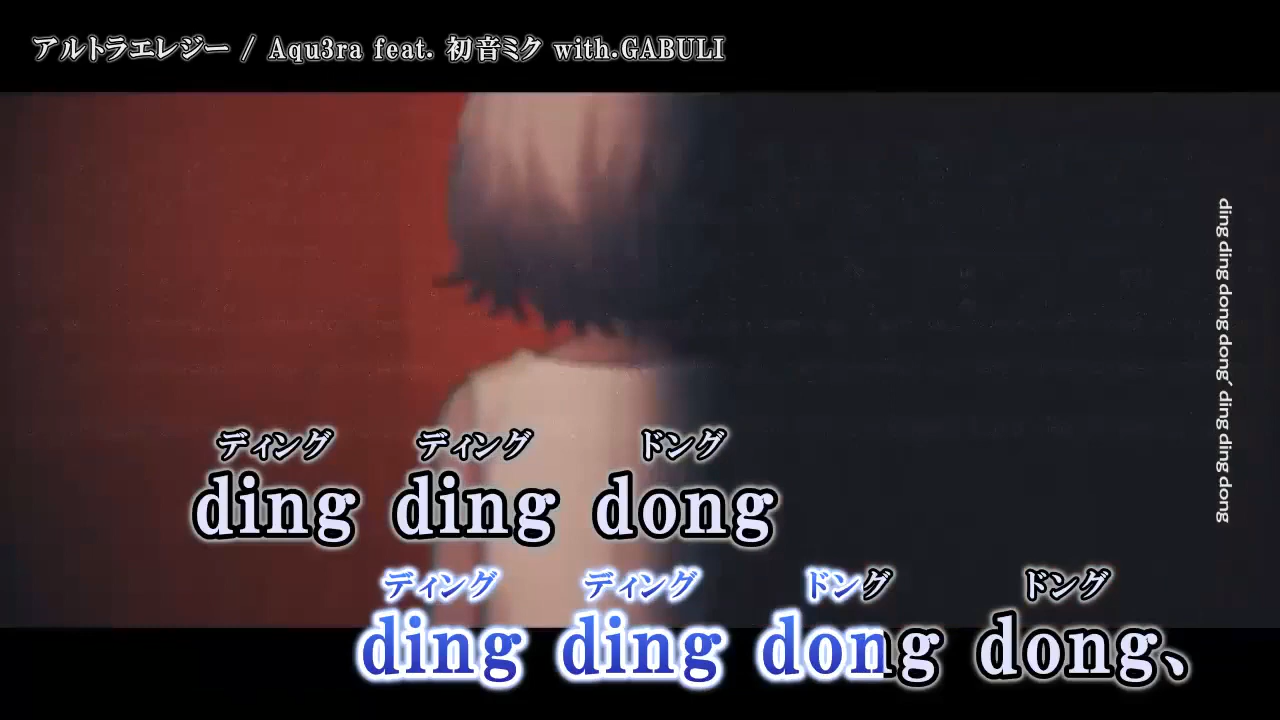 アルトラエレジー / Aqu3ra feat. 初音ミク with.GABULI
ding ding dong dong, ding ding dong
ディング ディング ドング
ding ding dong
ディング ディング ドング ドング
ding ding dong dong、